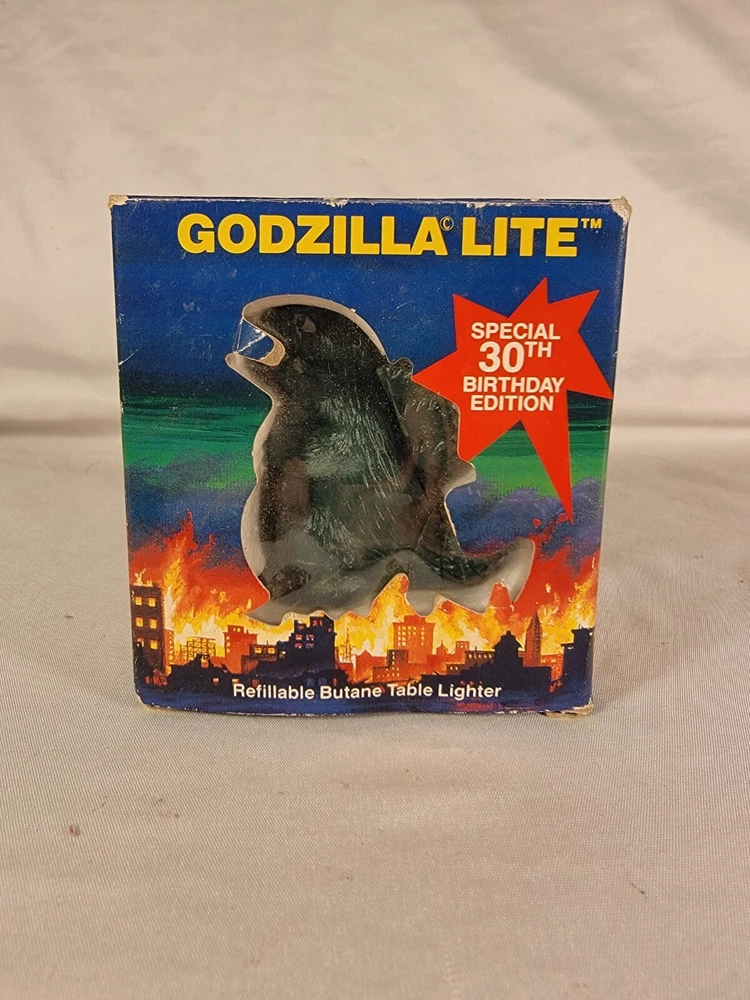 GODZILLA© LITE™
SPECIAL
30TH
BIRTHDAY
EDITION
Refillable Butane Table Lighter